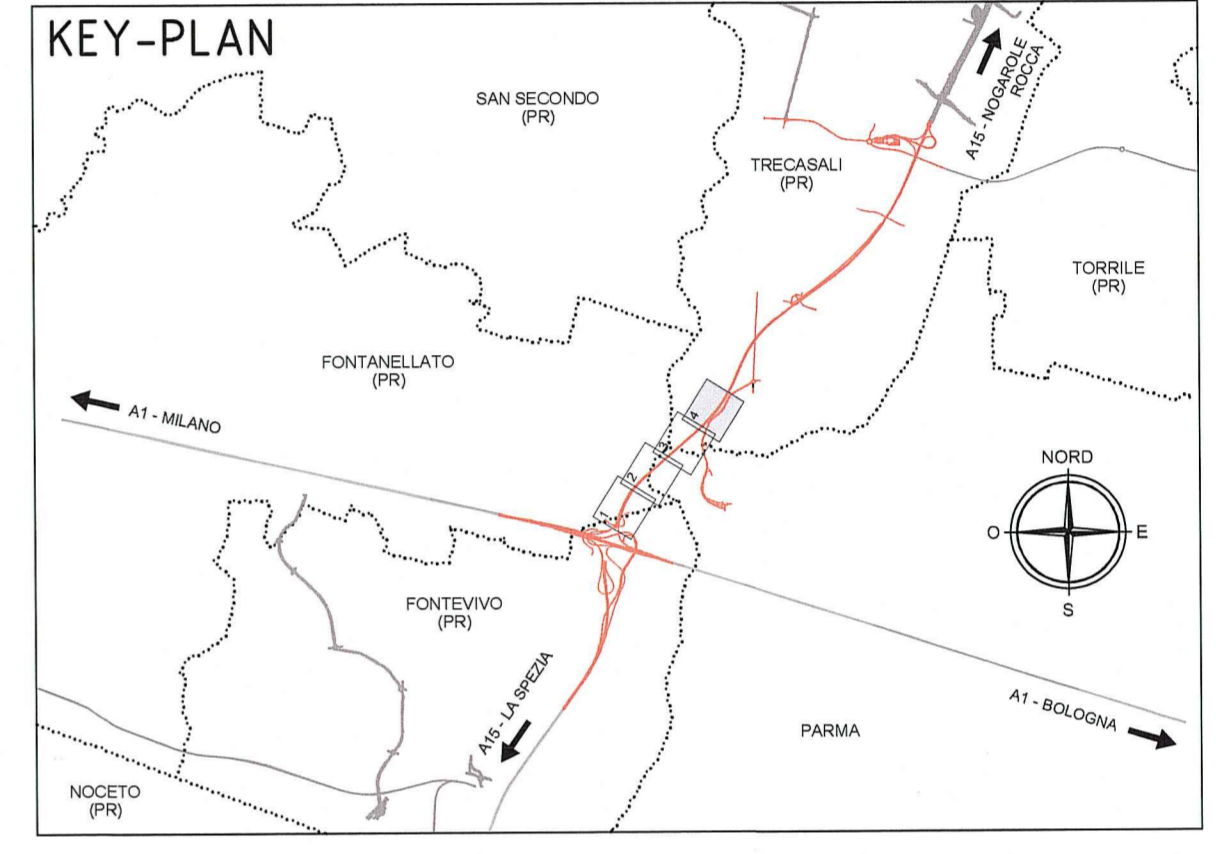 KEY-PLAN
SAN SECONDO
(PR)
A15 - NOGAROLE
ROCCA
TRECASALI
(PR)
TORRILE
(PR)
FONTANELLATO
(PR)
A1 - MILANO
4
3
2
1
NORD
O
E
S
FONTEVIVO
(PR)
A15 - LA SPEZIA
A1 - BOLOGNA
PARMA
NOCETO
(PR)